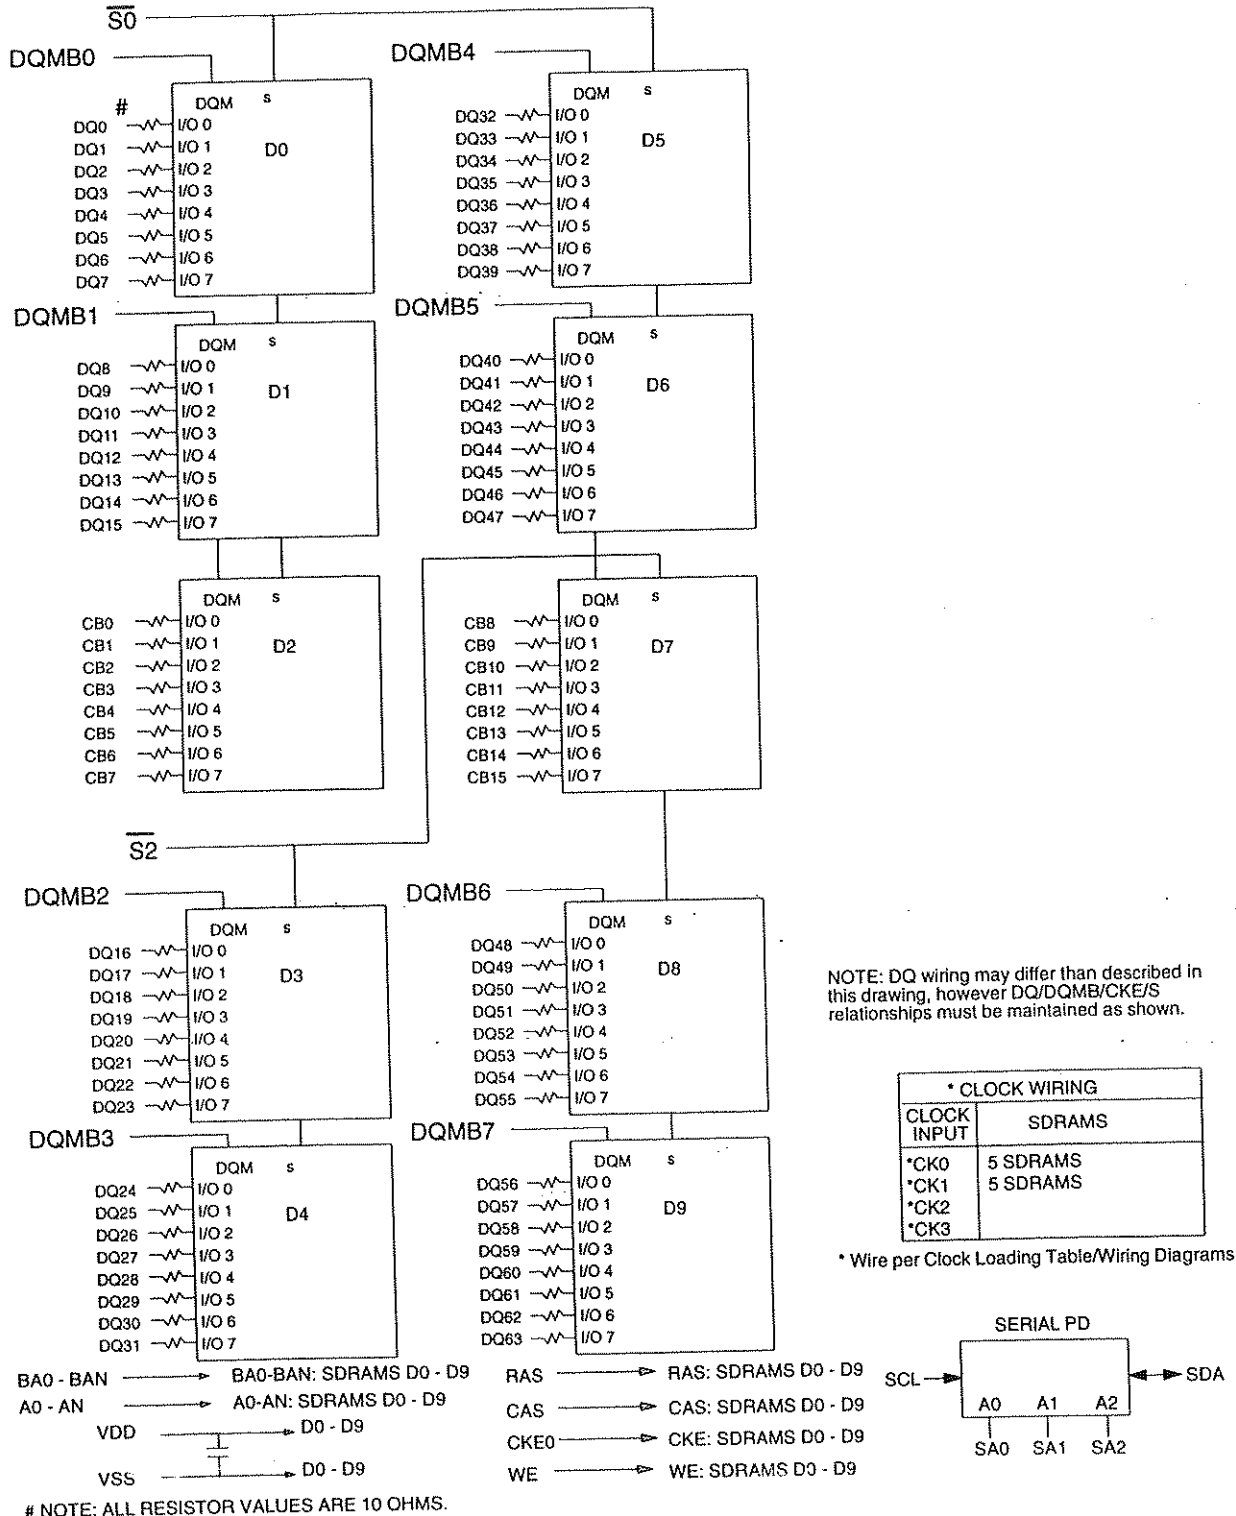 S0
DQMB0
DQM s
#
DQ0 I/O 0
DQ1 I/O 1
D0
DQ2 I/O 2
DQ3 I/O 3
DQ4 I/O 4
DQ5 I/O 5
DQ6 I/O 6
DQ7 I/O 7
DQMB1
DQM s
DQ8 I/O 0
DQ9 I/O 1
D1
DQ10 I/O 2
DQ11 I/O 3
DQ12 I/O 4
DQ13 I/O 5
DQ14 I/O 6
DQ15 I/O 7
DQM s
CB0 I/O 0
CB1 I/O 1
D2
CB2 I/O 2
CB3 I/O 3
CB4 I/O 4
CB5 I/O 5
CB6 I/O 6
CB7 I/O 7
DQMB4
DQM s
DQ32 I/O 0
DQ33 I/O 1
D5
DQ34 I/O 2
DQ35 I/O 3
DQ36 I/O 4
DQ37 I/O 5
DQ38 I/O 6
DQ39 I/O 7
DQMB5
DQM s
DQ40 I/O 0
DQ41 I/O 1
D6
DQ42 I/O 2
DQ43 I/O 3
DQ44 I/O 4
DQ45 I/O 5
DQ46 I/O 6
DQ47 I/O 7
DQM s
CB8 I/O 0
CB9 I/O 1
D7
CB10 I/O 2
CB11 I/O 3
CB12 I/O 4
CB13 I/O 5
CB14 I/O 6
CB15 I/O 7
S2
DQMB2
DQM s
DQ16 I/O 0
DQ17 I/O 1
D3
DQ18 I/O 2
DQ19 I/O 3
DQ20 I/O 4
DQ21 I/O 5
DQ22 I/O 6
DQ23 I/O 7
DQMB3
DQM s
DQ24 I/O 0
DQ25 I/O 1
D4
DQ26 I/O 2
DQ27 I/O 3
DQ28 I/O 4
DQ29 I/O 5
DQ30 I/O 6
DQ31 I/O 7
DQMB6
DQM s
DQ48 I/O 0
DQ49 I/O 1
D8
DQ50 I/O 2
DQ51 I/O 3
DQ52 I/O 4
DQ53 I/O 5
DQ54 I/O 6
DQ55 I/O 7
DQMB7
DQM s
DQ56 I/O 0
DQ57 I/O 1
D9
DQ58 I/O 2
DQ59 I/O 3
DQ60 I/O 4
DQ61 I/O 5
DQ62 I/O 6
DQ63 I/O 7
NOTE: DQ wiring may differ than described in
this drawing, however DQ/DQMB/CKE/S
relationships must be maintained as shown.
* CLOCK WIRING
CLOCK INPUT SDRAMS
*CK0 5 SDRAMS
*CK1 5 SDRAMS
*CK2
*CK3
* Wire per Clock Loading Table/Wiring Diagrams
SERIAL PD
SCL SDA
A0 A1 A2
SA0 SA1 SA2
BA0 - BAN BA0-BAN: SDRAMS D0 - D9
A0 - AN A0-AN: SDRAMS D0 - D9
VDD D0 - D9
VSS D0 - D9
RAS RAS: SDRAMS D0 - D9
CAS CAS: SDRAMS D0 - D9
CKE0 CKE: SDRAMS D0 - D9
WE WE: SDRAMS D0 - D9
# NOTE: ALL RESISTOR VALUES ARE 10 OHMS.